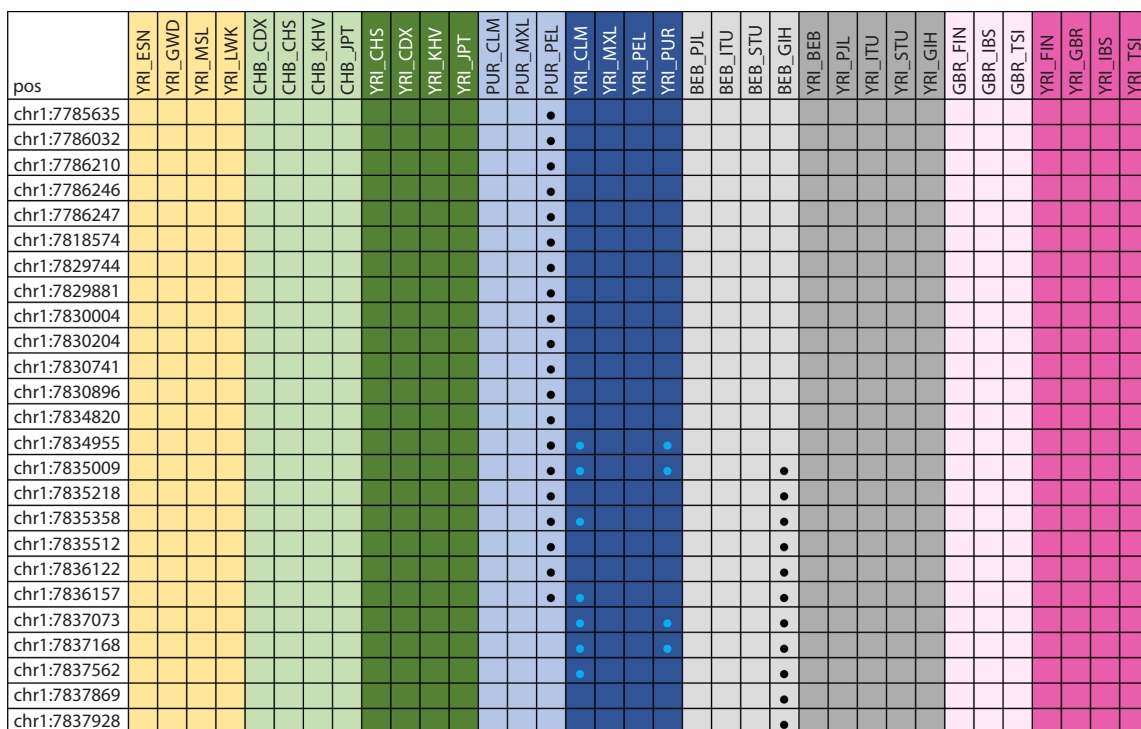 pos YRI_ESN YRI_GWD YRI_MSL YRI_LWK CHB_CDX CHB_CHS CHB_KHV CHB_JPT YRI_CHS YRI_CDX YRI_KHV YRI_JPT PUR_CLM PUR_MXL PUR_PEL YRI_CLM YRI_MXL YRI_PEL YRI_PUR BEB_PJL BEB_ITU BEB_STU BEB_GIH YRI_BEB YRI_PJL YRI_ITU YRI_STU YRI_GIH GBR_FIN GBR_IBS GBR_TSI YRI_FIN YRI_GBR YRI_IBS YRI_TSI
chr1:7785635
chr1:7786032
chr1:7786210
chr1:7786246
chr1:7786247
chr1:7818574
chr1:7829744
chr1:7829881
chr1:7830004
chr1:7830204
chr1:7830741
chr1:7830896
chr1:7834820
chr1:7834955
chr1:7835009
chr1:7835218
chr1:7835358
chr1:7835512
chr1:7836122
chr1:7836157
chr1:7837073
chr1:7837168
chr1:7837562
chr1:7837869
chr1:7837928